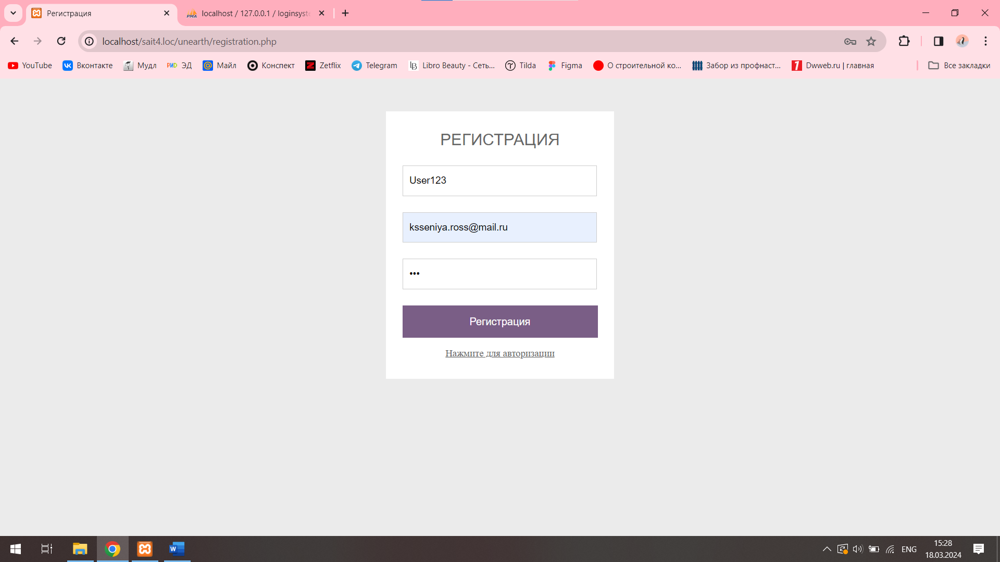 Регистрация
localhost / 127.0.0.1 / loginsyste
localhost/sait4.loc/unearth/registration.php
YouTube
Вконтакте
Мудл
ЭД
Майл
Конспект
Zetflix
Telegram
Libro Beauty - Сеть...
Tilda
Figma
О строительной ко...
Забор из профнаст...
Dwweb.ru | главная
Все закладки
РЕГИСТРАЦИЯ
User123
ksseniya.ross@mail.ru
•••
Регистрация
Нажмите для авторизации
ENG
15:28
18.03.2024